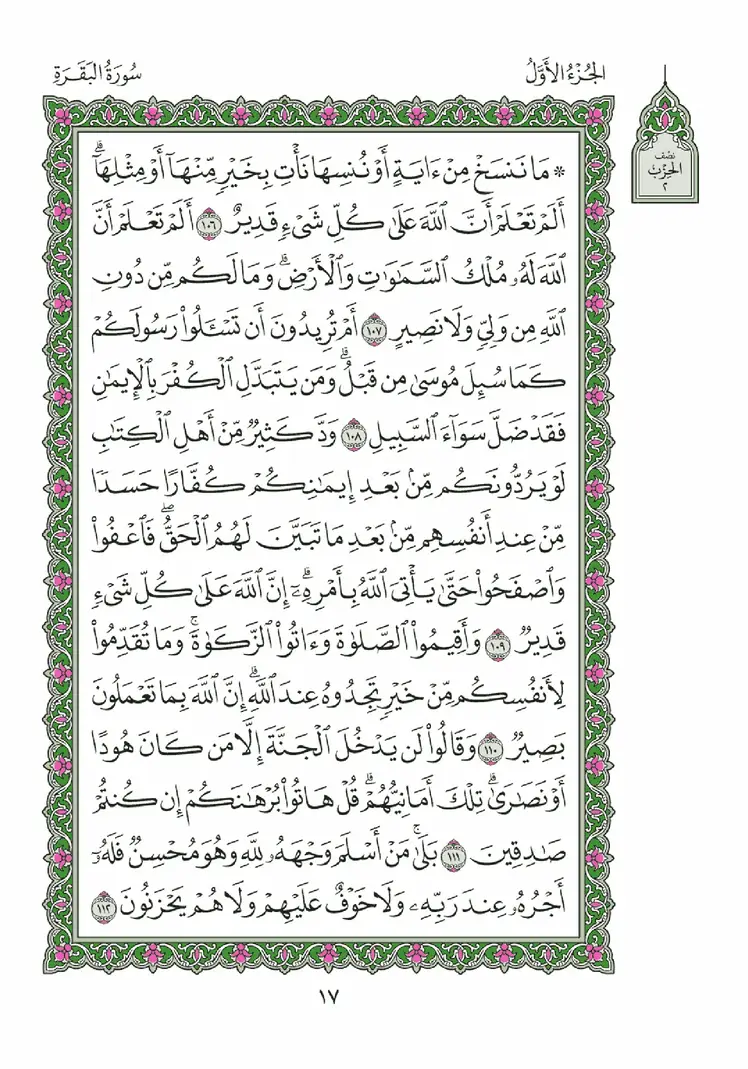 الجُزْءُ الأَوَّلُ
سُورَةُ البَقَرَةِ
نِصْف
الحِزْب
٢
* مَا نَنسَخْ مِنْ ءَايَةٍ أَوْ نُنسِهَا نَأْتِ بِخَيْرٍ مِّنْهَآ أَوْ مِثْلِهَآۗ
أَلَمْ تَعْلَمْ أَنَّ ٱللَّهَ عَلَىٰ كُلِّ شَىْءٍ قَدِيرٌ ١٠٦ أَلَمْ تَعْلَمْ أَنَّ
ٱللَّهَ لَهُۥ مُلْكُ ٱلسَّمَٰوَٰتِ وَٱلْأَرْضِۗ وَمَا لَكُم مِّن دُونِ
ٱللَّهِ مِن وَلِىٍّ وَلَا نَصِيرٍ ١٠٧ أَمْ تُرِيدُونَ أَن تَسْـَٔلُوا۟ رَسُولَكُمْ
كَمَا سُئِلَ مُوسَىٰ مِن قَبْلُۗ وَمَن يَتَبَدَّلِ ٱلْكُفْرَ بِٱلْإِيمَٰنِ
فَقَدْ ضَلَّ سَوَآءَ ٱلسَّبِيلِ ١٠٨ وَدَّ كَثِيرٌ مِّنْ أَهْلِ ٱلْكِتَٰبِ
لَوْ يَرُدُّونَكُم مِّنۢ بَعْدِ إِيمَٰنِكُمْ كُفَّارًا حَسَدًا
مِّنْ عِندِ أَنفُسِهِم مِّنۢ بَعْدِ مَا تَبَيَّنَ لَهُمُ ٱلْحَقُّۖ فَٱعْفُوا۟
وَٱصْفَحُوا۟ حَتَّىٰ يَأْتِىَ ٱللَّهُ بِأَمْرِهِۦٓۗ إِنَّ ٱللَّهَ عَلَىٰ كُلِّ شَىْءٍ
قَدِيرٌ ١٠٩ وَأَقِيمُوا۟ ٱلصَّلَوٰةَ وَءَاتُوا۟ ٱلزَّكَوٰةَۚ وَمَا تُقَدِّمُوا۟
لِأَنفُسِكُم مِّنْ خَيْرٍ تَجِدُوهُ عِندَ ٱللَّهِۗ إِنَّ ٱللَّهَ بِمَا تَعْمَلُونَ
بَصِيرٌ ١١٠ وَقَالُوا۟ لَن يَدْخُلَ ٱلْجَنَّةَ إِلَّا مَن كَانَ هُودًا
أَوْ نَصَٰرَىٰۗ تِلْكَ أَمَانِيُّهُمْۗ قُلْ هَاتُوا۟ بُرْهَٰنَكُمْ إِن كُنتُمْ
صَٰدِقِينَ ١١١ بَلَىٰۚ مَنْ أَسْلَمَ وَجْهَهُۥ لِلَّهِ وَهُوَ مُحْسِنٌ فَلَهُۥٓ
أَجْرُهُۥ عِندَ رَبِّهِۦ وَلَا خَوْفٌ عَلَيْهِمْ وَلَا هُمْ يَحْزَنُونَ ١١٢
١٧